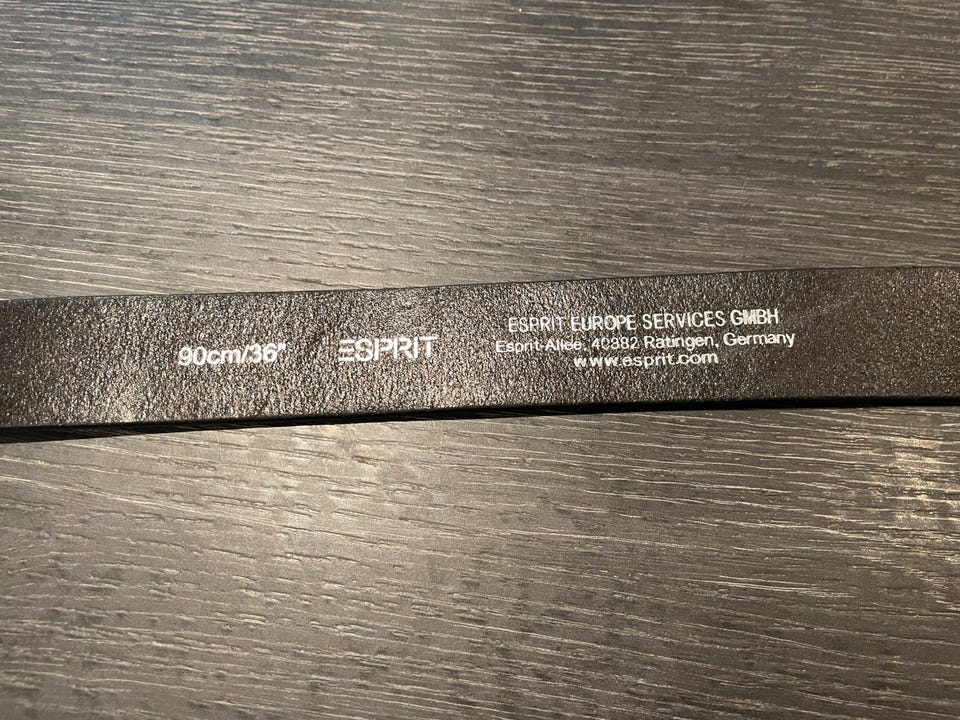 90cm/36"
ESPRIT
ESPRIT EUROPE SERVICES GMBH
Esprit-Allee, 40882 Ratingen, Germany
www.esprit.com